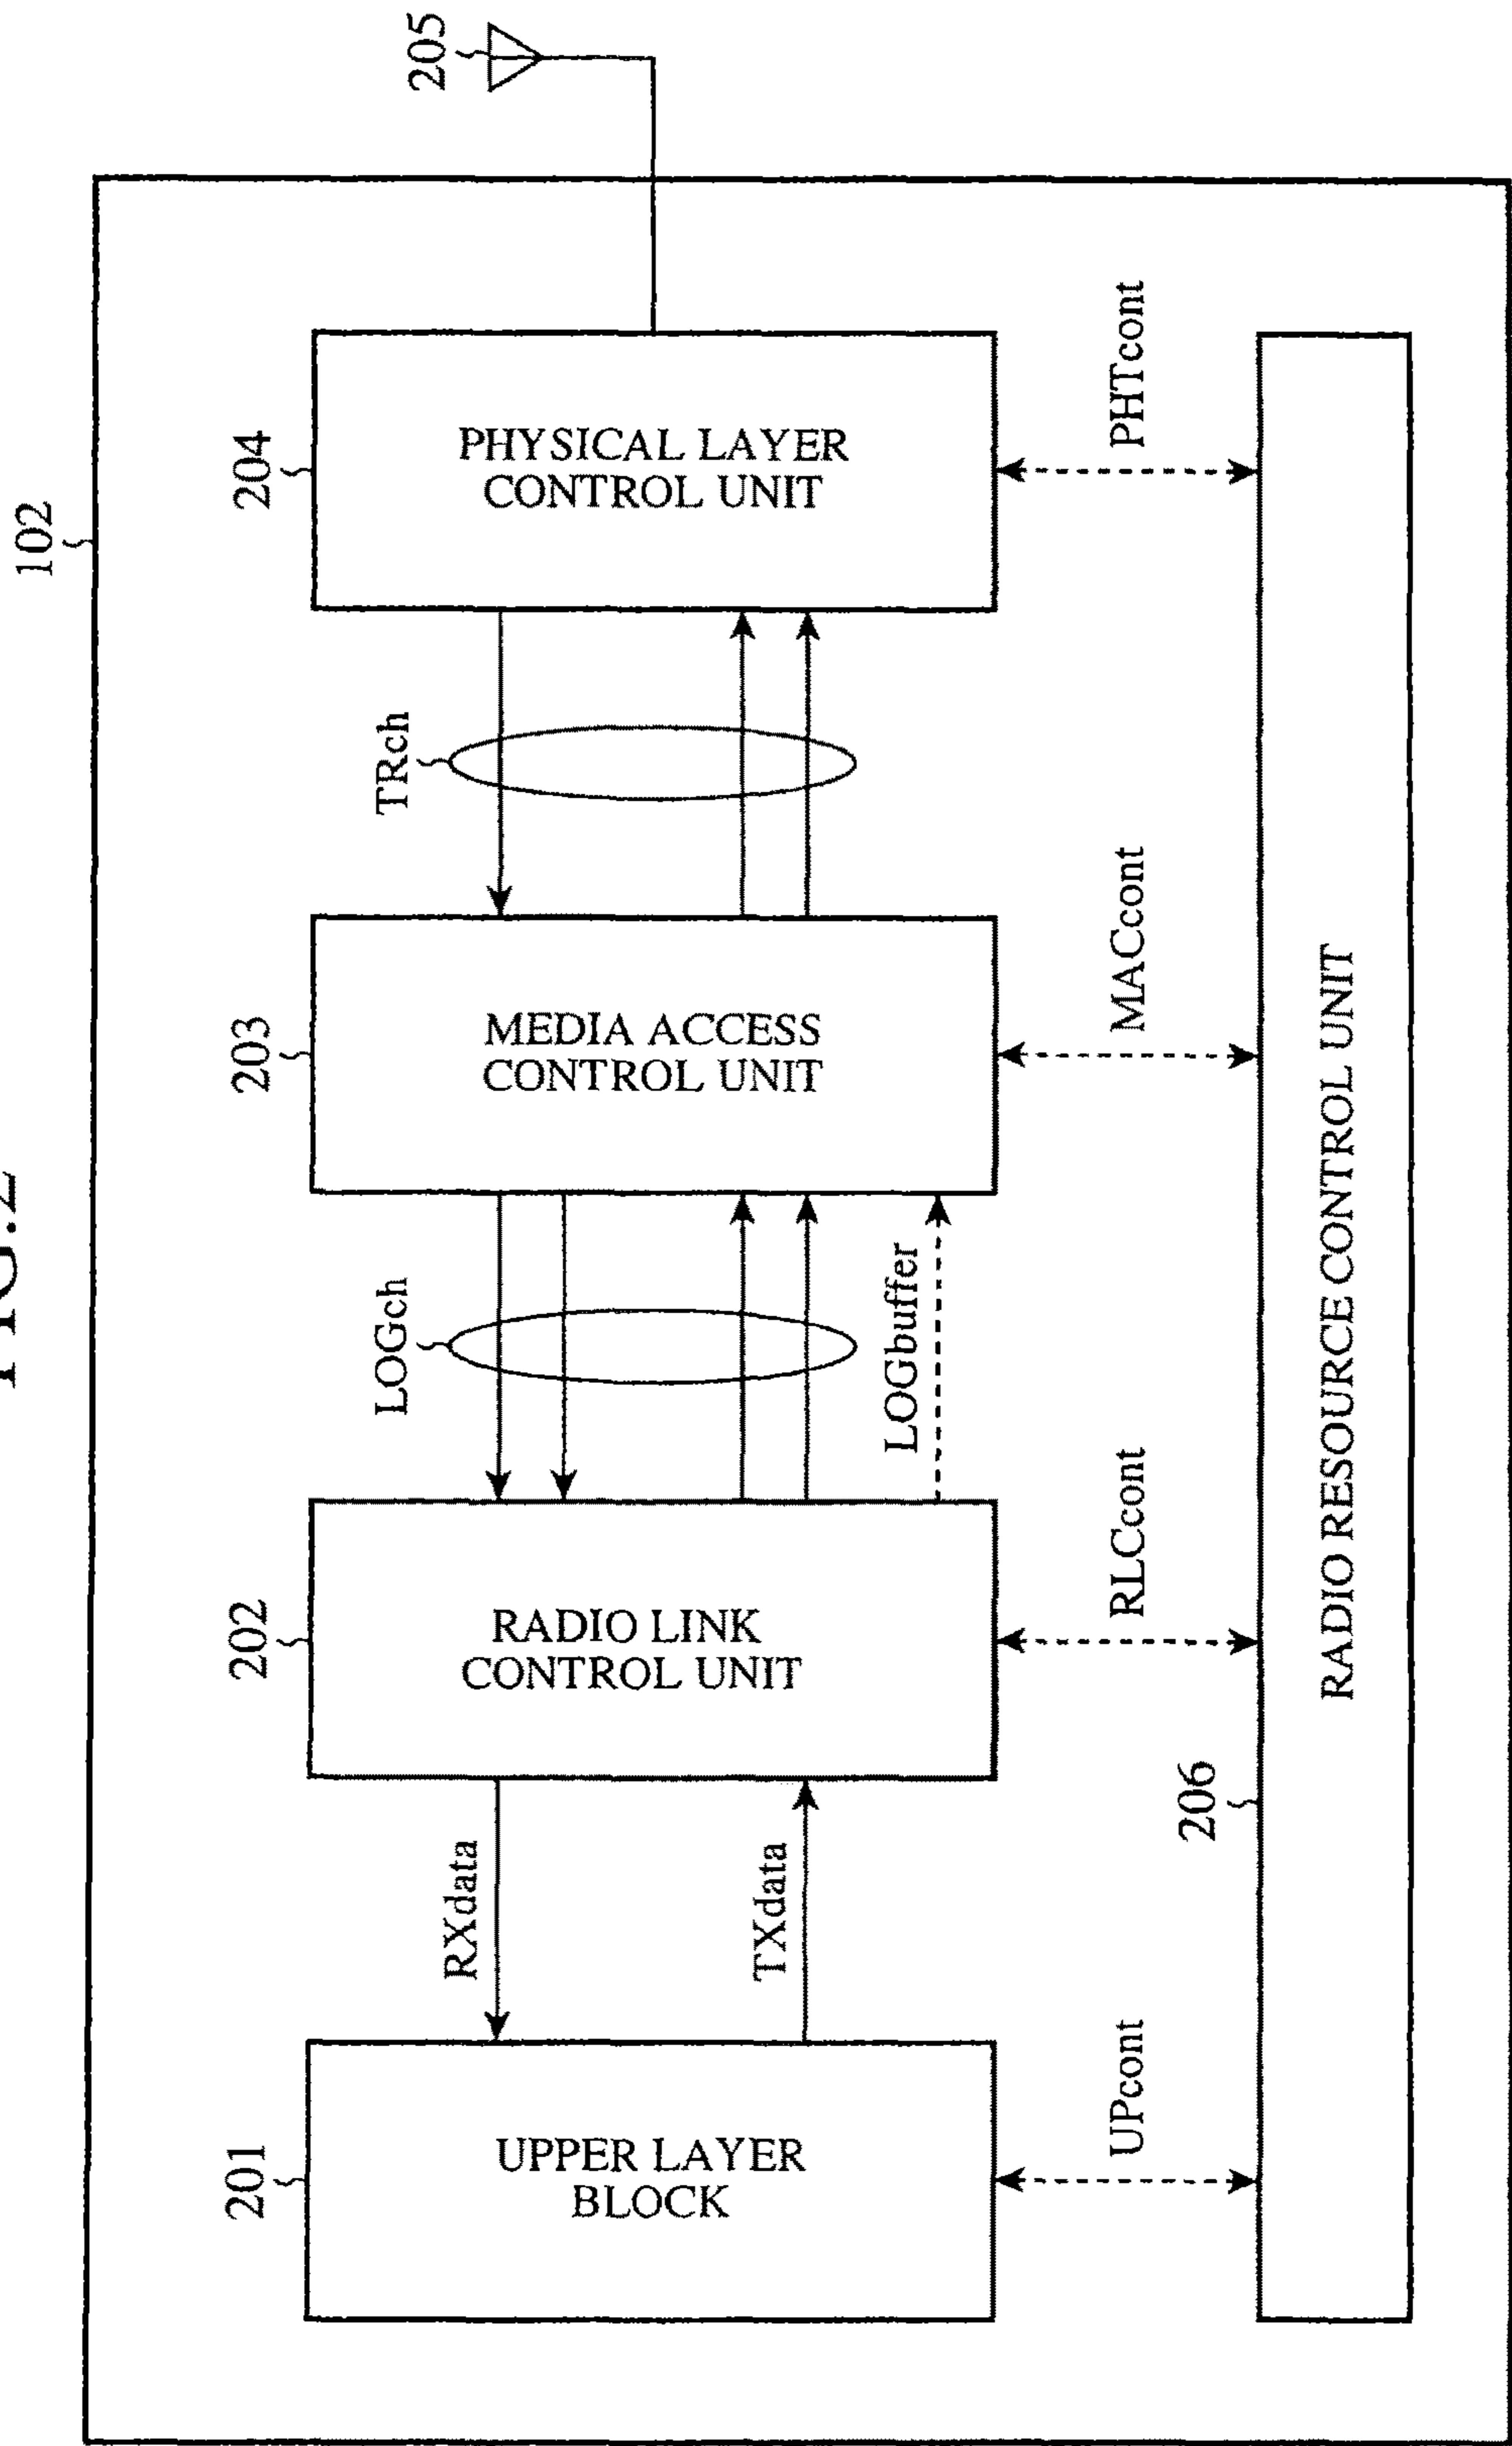 FIG.2
102
201
UPPER LAYER
BLOCK
RXdata
TXdata
202
RADIO LINK
CONTROL UNIT
LOGch
LOGbuffer
203
MEDIA ACCESS
CONTROL UNIT
TRch
204
PHYSICAL LAYER
CONTROL UNIT
205
UPcont
RLCcont
MACcont
PHTcont
206
RADIO RESOURCE CONTROL UNIT